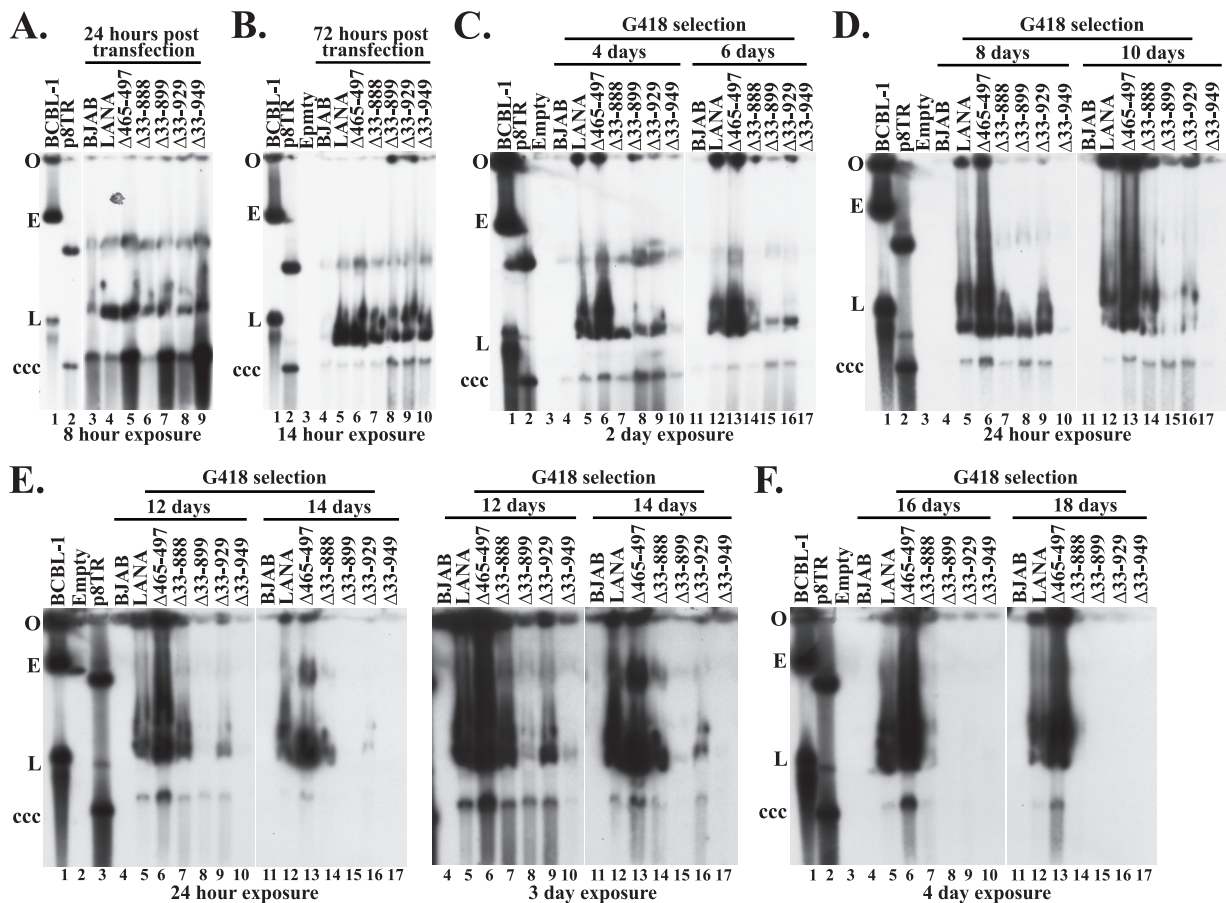 A.
24 hours post
transfection
BCBL-1
p8TR
BJAB
LANA
Δ465-497
Δ33-888
Δ33-899
Δ33-929
Δ33-949
O
E
L
ccc
1 2 3 4 5 6 7 8 9
8 hour exposure
B.
72 hours post
transfection
BCBL-1
p8TR
Epmty
BJAB
LANA
Δ465-497
Δ33-888
Δ33-899
Δ33-929
Δ33-949
O
E
L
ccc
1 2 3 4 5 6 7 8 9 10
14 hour exposure
C.
G418 selection
4 days 6 days
BCBL-1
p8TR
Empty
BJAB
LANA
Δ465-497
Δ33-888
Δ33-899
Δ33-929
Δ33-949
BJAB
LANA
Δ465-497
Δ33-888
Δ33-899
Δ33-929
Δ33-949
O
E
L
ccc
1 2 3 4 5 6 7 8 9 10 11 12 13 14 15 16 17
2 day exposure
D.
G418 selection
8 days 10 days
BCBL-1
p8TR
Empty
BJAB
LANA
Δ465-497
Δ33-888
Δ33-899
Δ33-929
Δ33-949
BJAB
LANA
Δ465-497
Δ33-888
Δ33-899
Δ33-929
Δ33-949
O
E
L
ccc
1 2 3 4 5 6 7 8 9 10 11 12 13 14 15 16 17
24 hour exposure
E.
G418 selection
12 days 14 days
BCBL-1
Empty
p8TR
BJAB
LANA
Δ465-497
Δ33-888
Δ33-899
Δ33-929
Δ33-949
BJAB
LANA
Δ465-497
Δ33-888
Δ33-899
Δ33-929
Δ33-949
O
E
L
ccc
1 2 3 4 5 6 7 8 9 10 11 12 13 14 15 16 17
24 hour exposure
G418 selection
12 days 14 days
BJAB
LANA
Δ465-497
Δ33-888
Δ33-899
Δ33-929
Δ33-949
BJAB
LANA
Δ465-497
Δ33-888
Δ33-899
Δ33-929
Δ33-949
4 5 6 7 8 9 10 11 12 13 14 15 16 17
3 day exposure
F.
G418 selection
16 days 18 days
BCBL-1
p8TR
Empty
BJAB
LANA
Δ465-497
Δ33-888
Δ33-899
Δ33-929
Δ33-949
BJAB
LANA
Δ465-497
Δ33-888
Δ33-899
Δ33-929
Δ33-949
O
E
L
ccc
1 2 3 4 5 6 7 8 9 10 11 12 13 14 15 16 17
4 day exposure